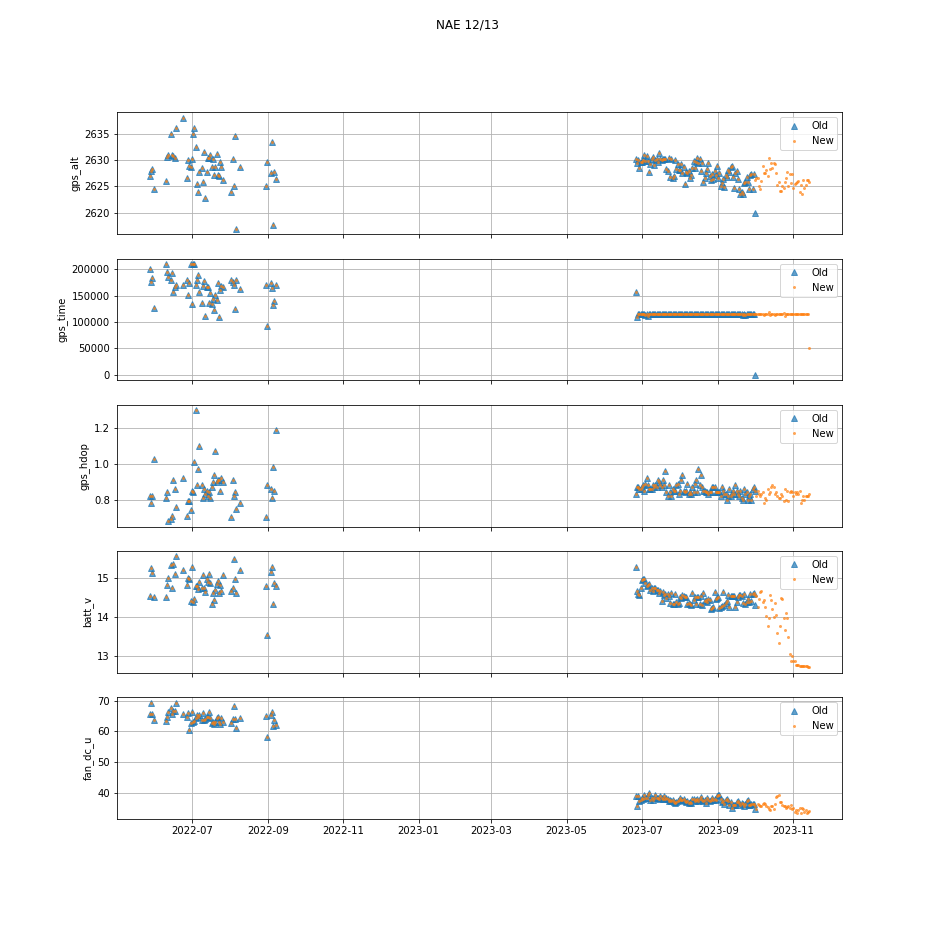 NAE 12/13
gps_alt
2635
2630
2625
2620
Old
New
gps_time
200000
150000
100000
50000
0
Old
New
gps_hdop
1.2
1.0
0.8
Old
New
batt_v
15
14
13
Old
New
fan_dc_u
70
60
50
40
Old
New
2022-07 2022-09 2022-11 2023-01 2023-03 2023-05 2023-07 2023-09 2023-11